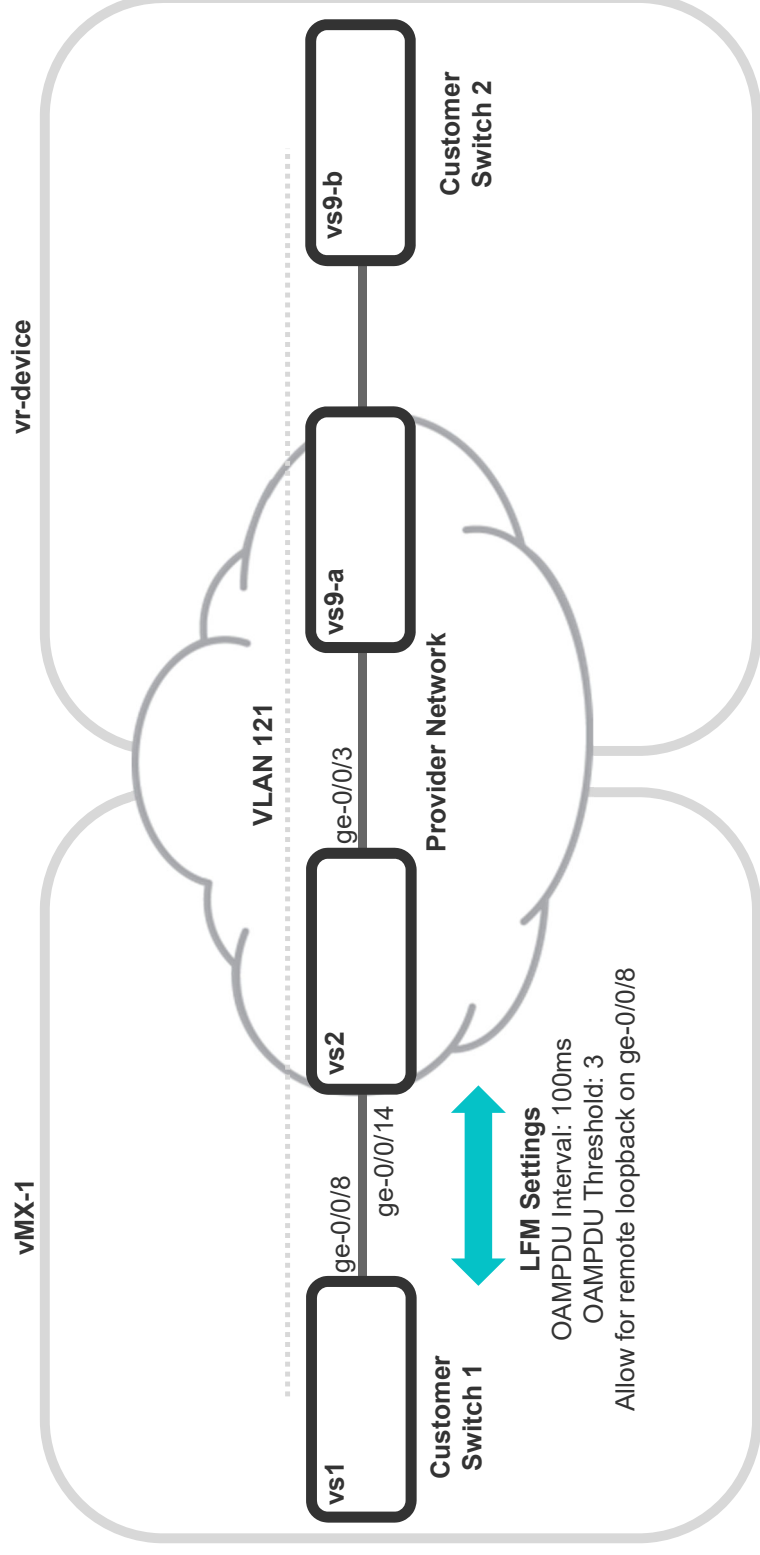 vMX-1
vr-device
VLAN 121
vs1
ge-0/0/8
ge-0/0/14
vs2
ge-0/0/3
vs9-a
vs9-b
Customer
Switch 1
Provider Network
Customer
Switch 2
LFM Settings
OAMPDU Interval: 100ms
OAMPDU Threshold: 3
Allow for remote loopback on ge-0/0/8